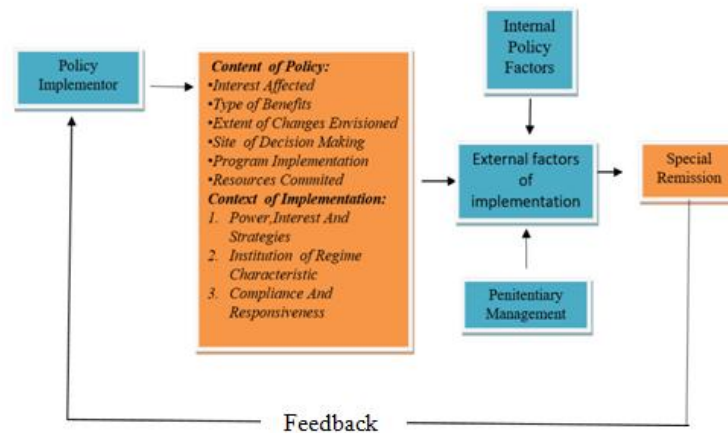 Policy
Implementor
Content of Policy:
•Interest Affected
•Type of Benefits
•Extent of Changes Envisioned
•Site of Decision Making
•Program Implementation
•Resources Commited
Context of Implementation:
1. Power,Interest And
Strategies
2. Institution of Regime
Characteristic
3. Compliance And
Responsiveness
Internal
Policy
Factors
External factors
of
implementation
Penitentiary
Management
Special
Remission
Feedback